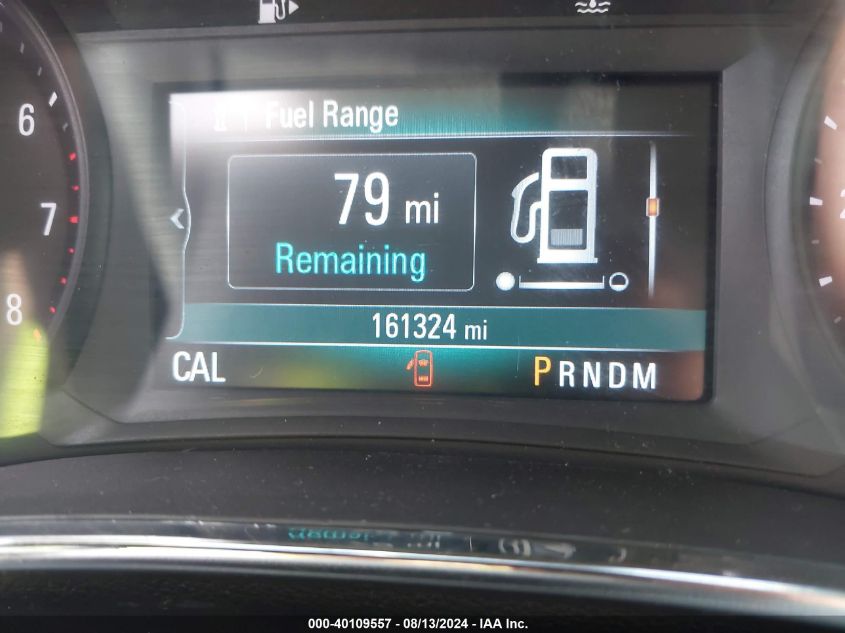 Fuel Range
6
79 mi
7
Remaining
8
161324 mi
CAL
PRNDM
000-40109557 - 08/13/2024 - IAA Inc.